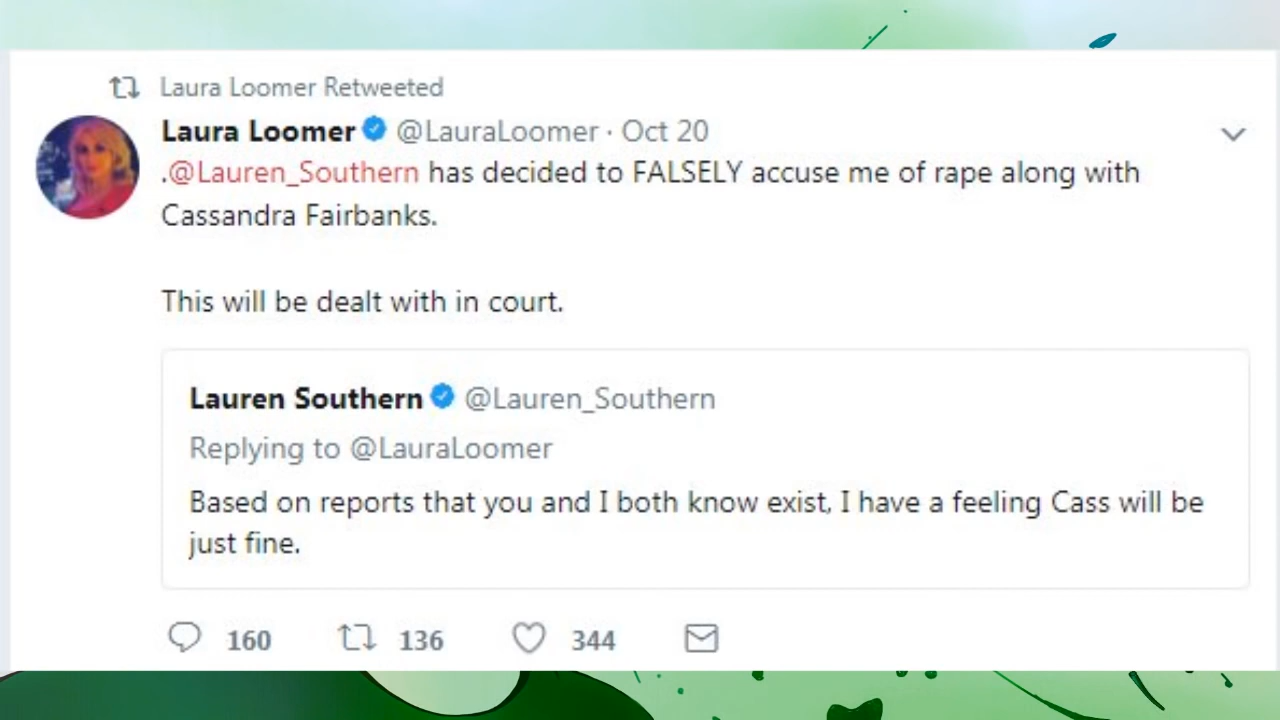 Laura Loomer Retweeted
Laura Loomer @LauraLoomer · Oct 20
.@Lauren_Southern has decided to FALSELY accuse me of rape along with
Cassandra Fairbanks.
This will be dealt with in court.
Lauren Southern @Lauren_Southern
Replying to @LauraLoomer
Based on reports that you and I both know exist, I have a feeling Cass will be
just fine.
160 136 344